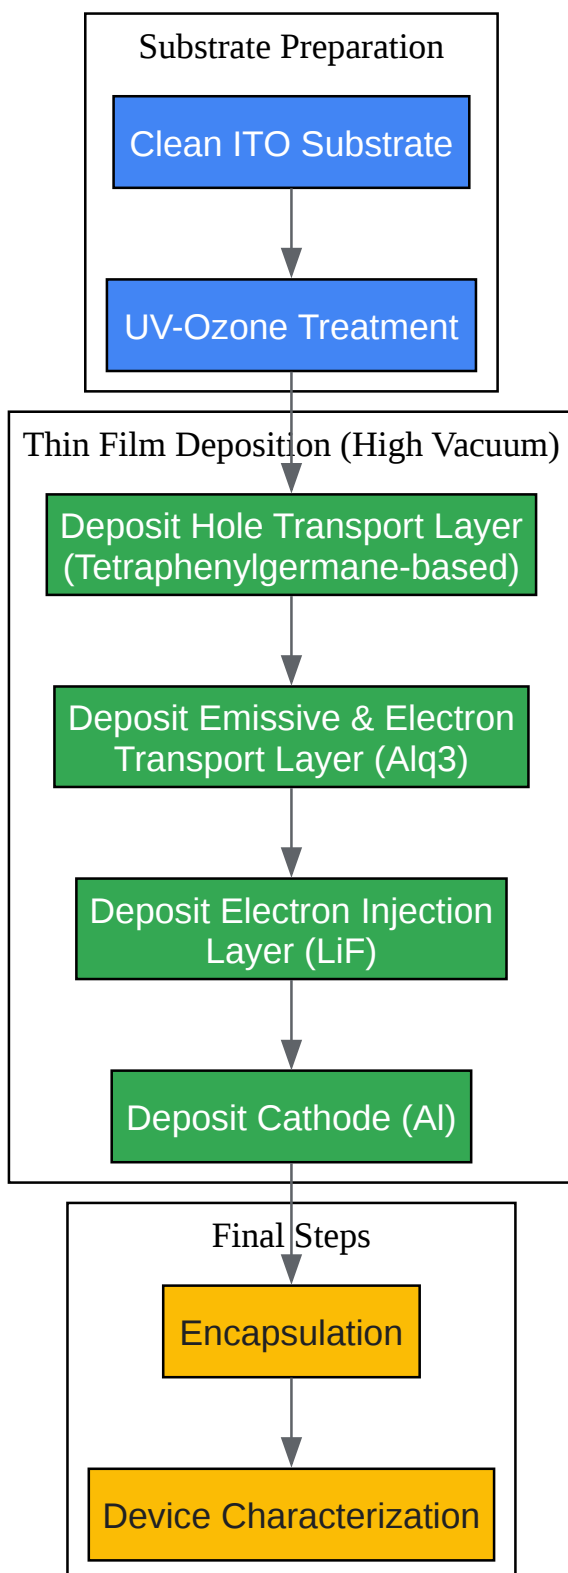 Substrate Preparation
Clean ITO Substrate
UV-Ozone Treatment
Thin Film Deposition (High Vacuum)
Deposit Hole Transport Layer
(Tetraphenylgermane-based)
Deposit Emissive & Electron
Transport Layer (Alq3)
Deposit Electron Injection
Layer (LiF)
Deposit Cathode (Al)
Final Steps
Encapsulation
Device Characterization